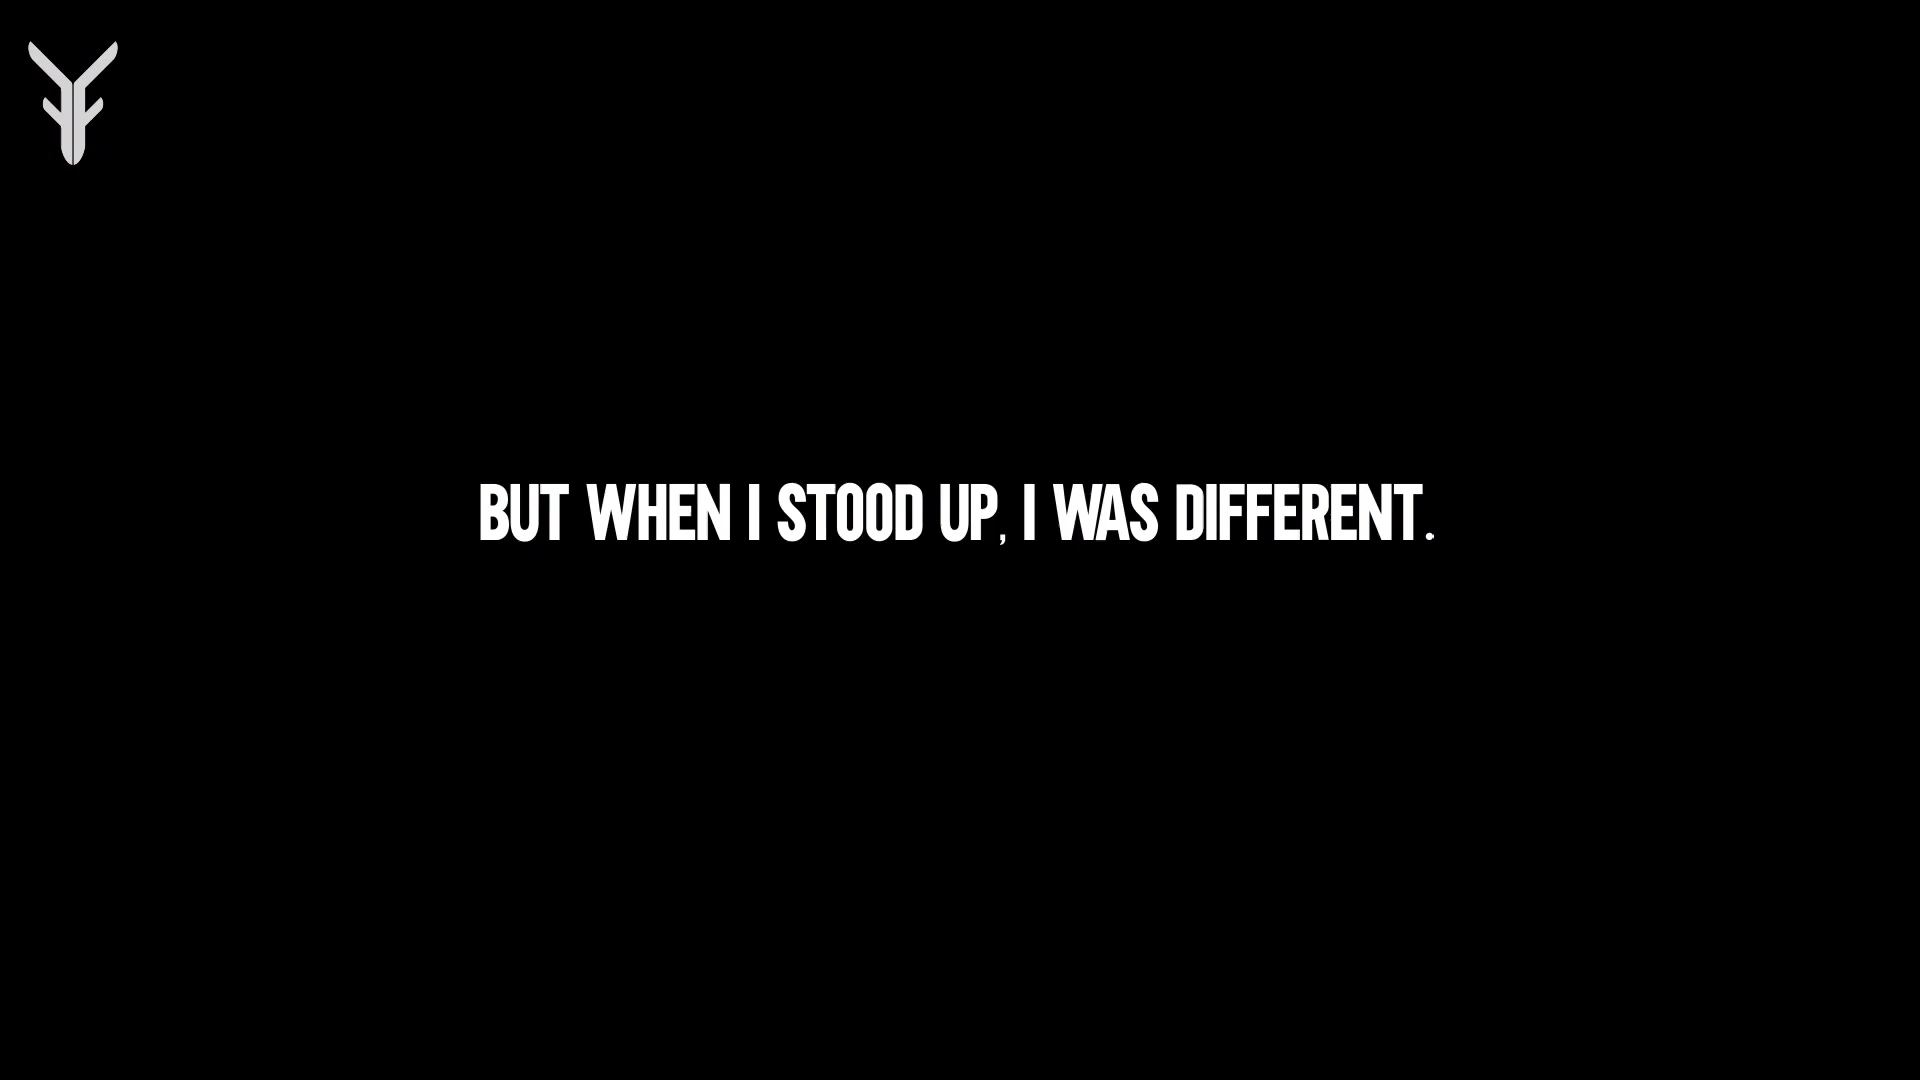 BUT WHEN I STOOD UP, I WAS DIFFERENT.